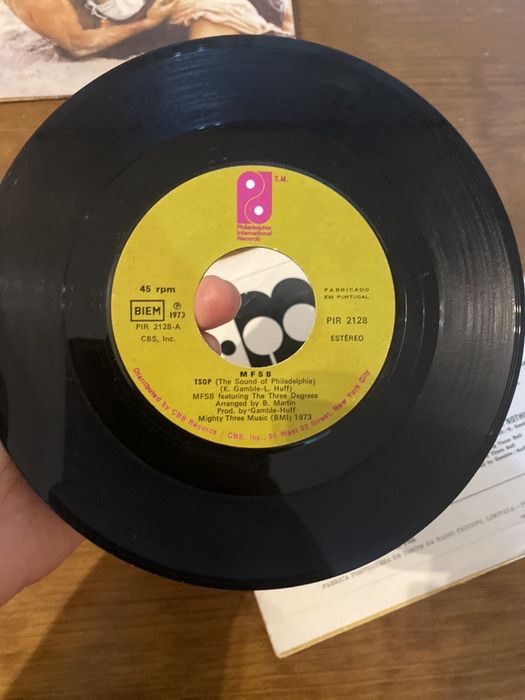 T.M.
Philadelphia
International
Records
45 rpm
BIEM
Ⓟ
1973
PIR 2128-A
CBS, Inc.
FABRICADO
EM PORTUGAL
PIR 2128
ESTÉREO
MFSB
TSOP (The Sound of Philadelphia)
(K. Gamble-L. Huff)
MFSB featuring The Three Degrees
Arranged by B. Martin
Prod. by Gamble-Huff
Mighty Three Music (BMI) 1973
Distributed by CBS Records / CBS, Inc., 51 West 52 Street, New York City